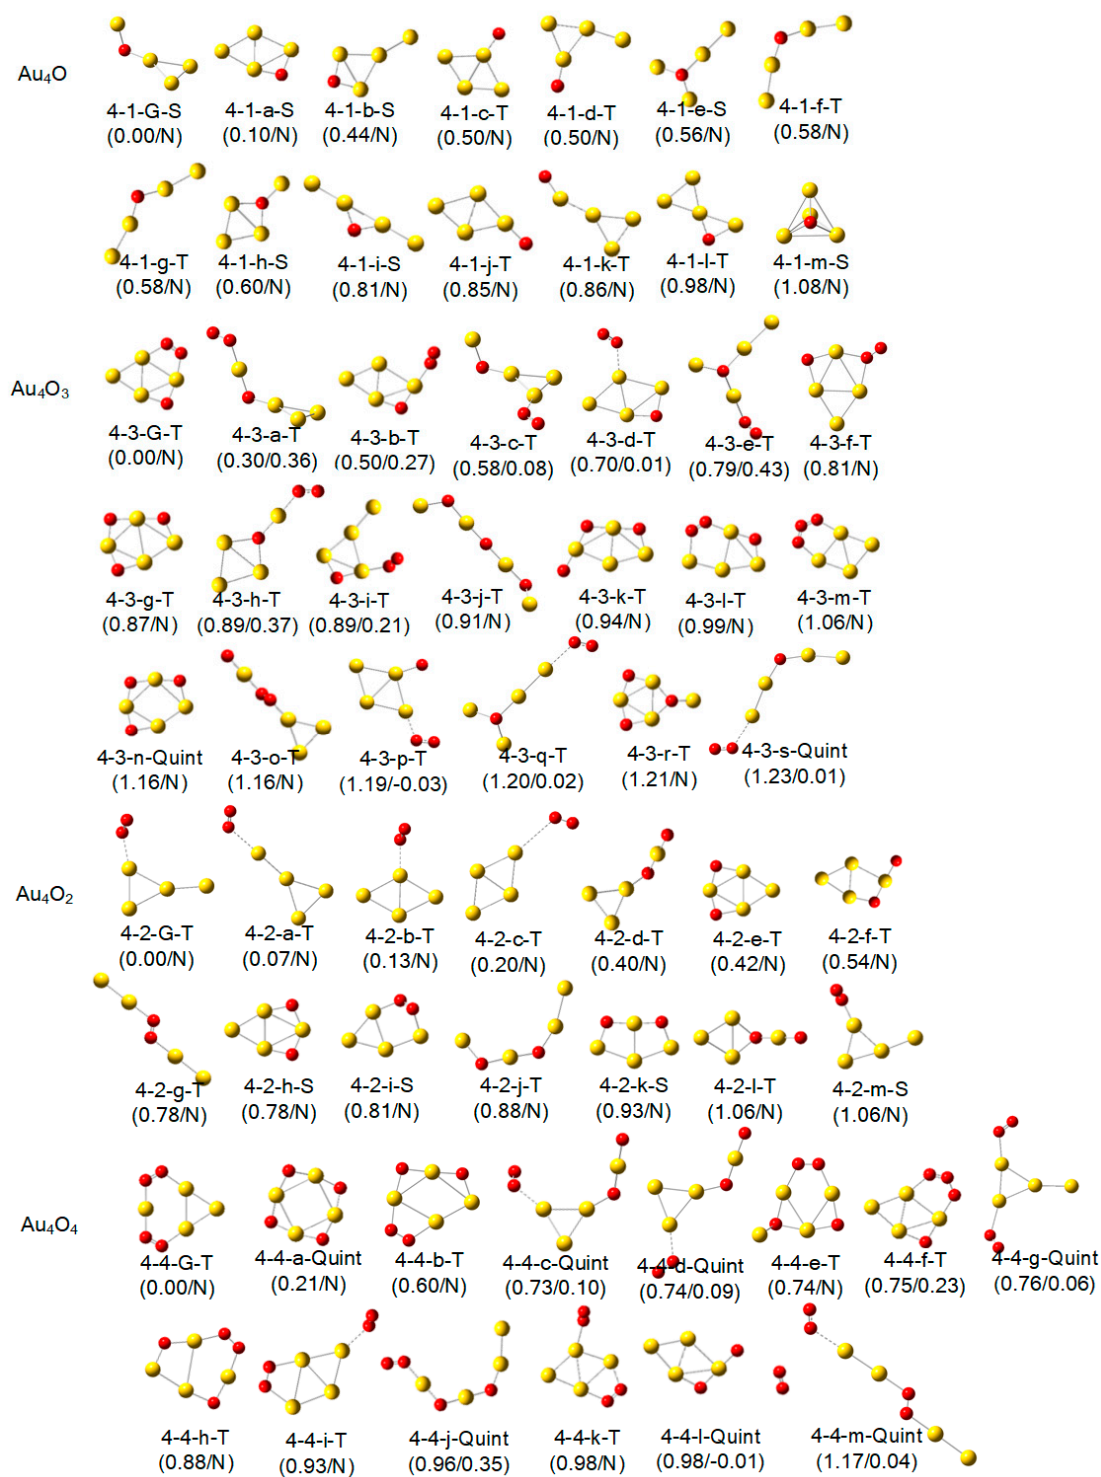 Au₄O
4-1-G-S 4-1-a-S 4-1-b-S 4-1-c-T 4-1-d-T 4-1-e-S 4-1-f-T
(0.00/N) (0.10/N) (0.44/N) (0.50/N) (0.50/N) (0.56/N) (0.58/N)
4-1-g-T 4-1-h-S 4-1-i-S 4-1-j-T 4-1-k-T 4-1-l-T 4-1-m-S
(0.58/N) (0.60/N) (0.81/N) (0.85/N) (0.86/N) (0.98/N) (1.08/N)
Au₄O₃
4-3-G-T 4-3-a-T 4-3-b-T 4-3-c-T 4-3-d-T 4-3-e-T 4-3-f-T
(0.00/N) (0.30/0.36) (0.50/0.27) (0.58/0.08) (0.70/0.01) (0.79/0.43) (0.81/N)
4-3-g-T 4-3-h-T 4-3-i-T 4-3-j-T 4-3-k-T 4-3-l-T 4-3-m-T
(0.87/N) (0.89/0.37) (0.89/0.21) (0.91/N) (0.94/N) (0.99/N) (1.06/N)
4-3-n-Quint 4-3-o-T 4-3-p-T 4-3-q-T 4-3-r-T 4-3-s-Quint
(1.16/N) (1.16/N) (1.19/-0.03) (1.20/0.02) (1.21/N) (1.23/0.01)
Au₄O₂
4-2-G-T 4-2-a-T 4-2-b-T 4-2-c-T 4-2-d-T 4-2-e-T 4-2-f-T
(0.00/N) (0.07/N) (0.13/N) (0.20/N) (0.40/N) (0.42/N) (0.54/N)
4-2-g-T 4-2-h-S 4-2-i-S 4-2-j-T 4-2-k-S 4-2-l-T 4-2-m-S
(0.78/N) (0.78/N) (0.81/N) (0.88/N) (0.93/N) (1.06/N) (1.06/N)
Au₄O₄
4-4-G-T 4-4-a-Quint 4-4-b-T 4-4-c-Quint 4-4-d-Quint 4-4-e-T 4-4-f-T 4-4-g-Quint
(0.00/N) (0.21/N) (0.60/N) (0.73/0.10) (0.74/0.09) (0.74/N) (0.75/0.23) (0.76/0.06)
4-4-h-T 4-4-i-T 4-4-j-Quint 4-4-k-T 4-4-l-Quint 4-4-m-Quint
(0.88/N) (0.93/N) (0.96/0.35) (0.98/N) (0.98/-0.01) (1.17/0.04)